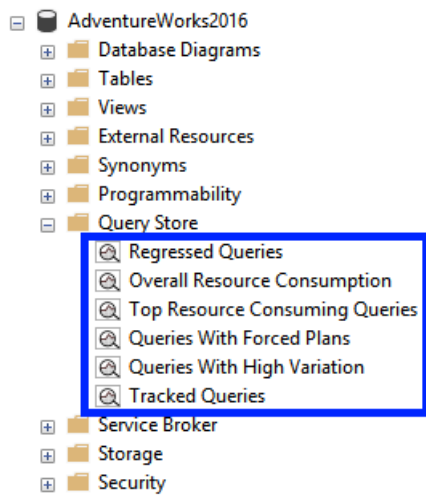 AdventureWorks2016
Database Diagrams
Tables
Views
External Resources
Synonyms
Programmability
Query Store
Regressed Queries
Overall Resource Consumption
Top Resource Consuming Queries
Queries With Forced Plans
Queries With High Variation
Tracked Queries
Service Broker
Storage
Security